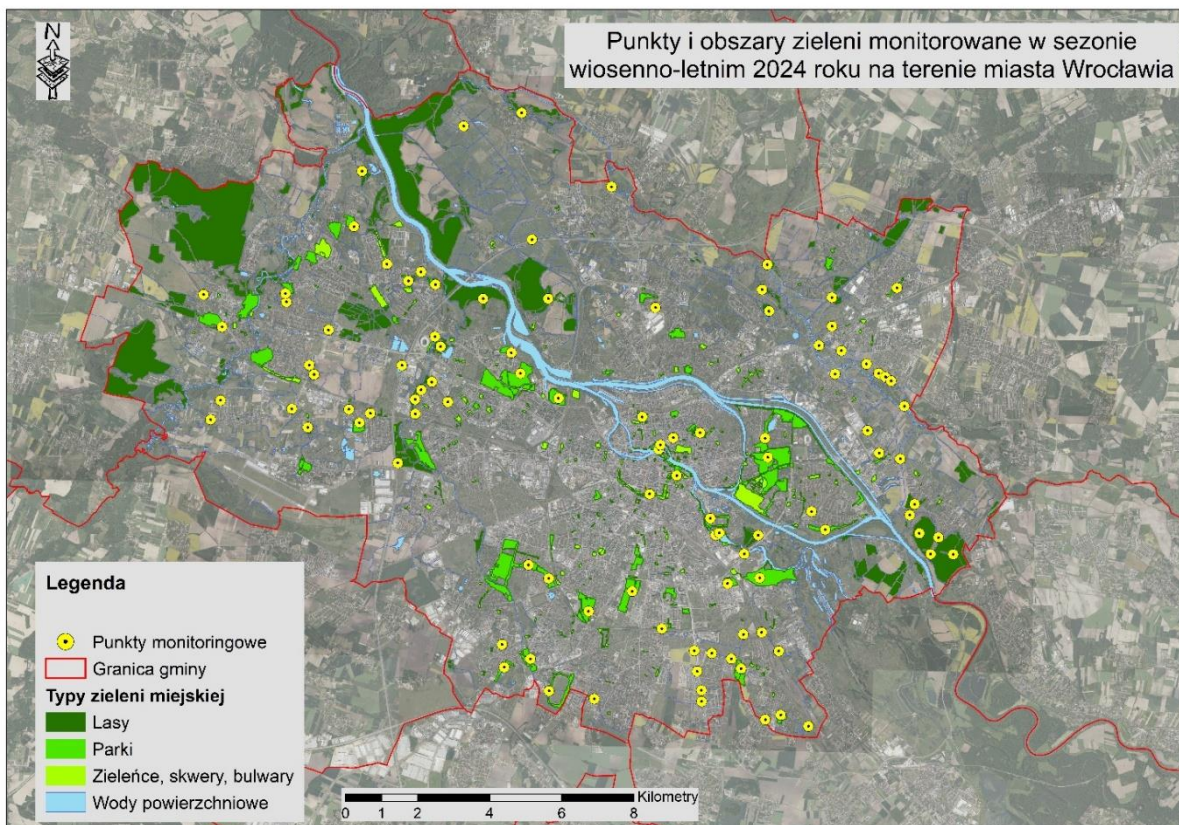 N
Punkty i obszary zieleni monitorowane w sezonie
wiosenno-letnim 2024 roku na terenie miasta Wrocławia
Legenda
Punkty monitoringowe
Granica gminy
Typy zieleni miejskiej
Lasy
Parki
Zieleńce, skwery, bulwary
Wody powierzchniowe
Kilometry
0 1 2 4 6 8